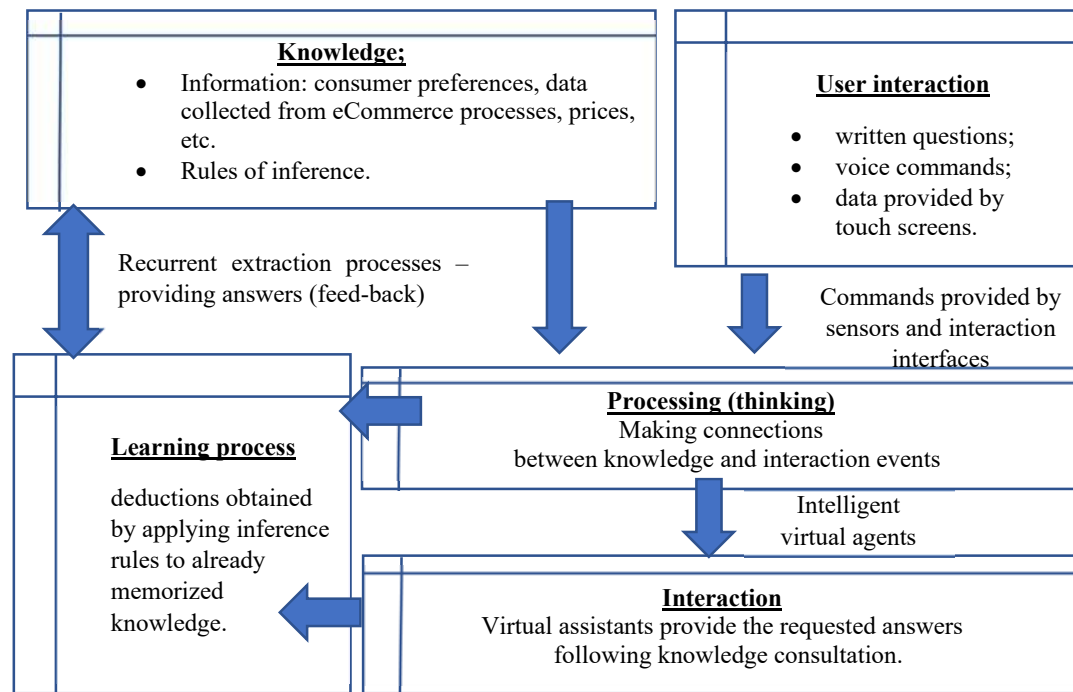 Knowledge;
• Information: consumer preferences, data
collected from eCommerce processes, prices,
etc.
• Rules of inference.
User interaction
• written questions;
• voice commands;
• data provided by
touch screens.
Recurrent extraction processes –
providing answers (feed-back)
Commands provided by
sensors and interaction
interfaces
Learning process
deductions obtained
by applying inference
rules to already
memorized
knowledge.
Processing (thinking)
Making connections
between knowledge and interaction events
Intelligent
virtual agents
Interaction
Virtual assistants provide the requested answers
following knowledge consultation.